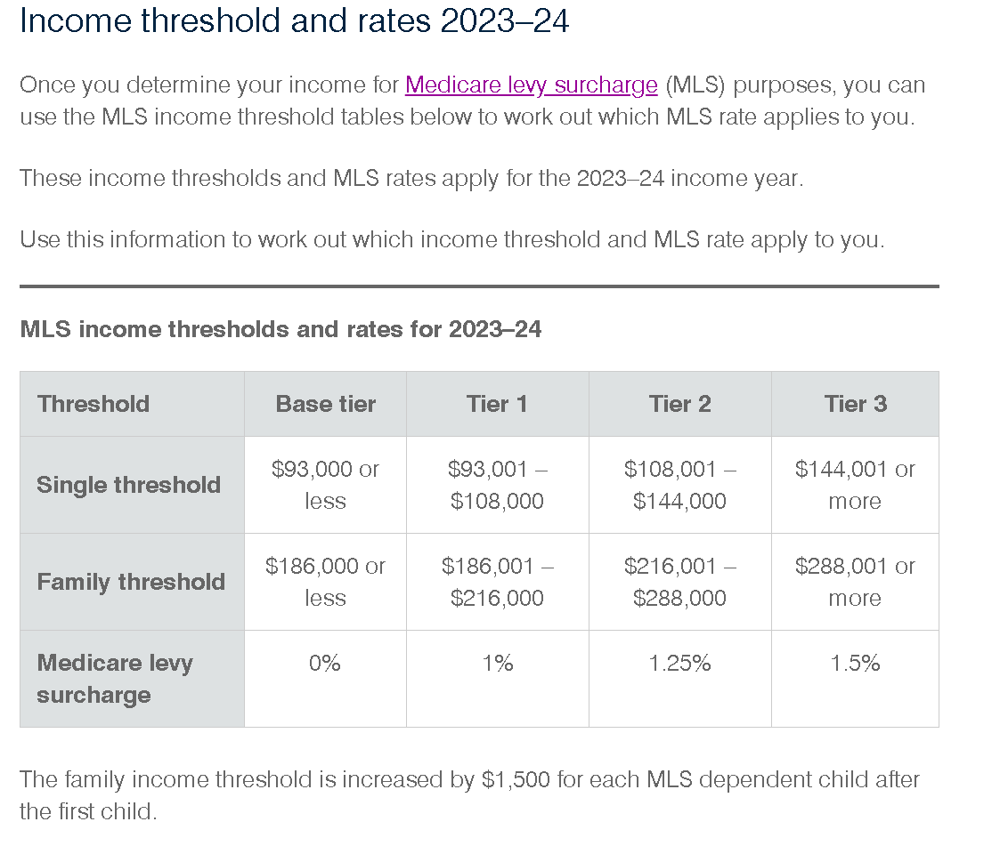 Income threshold and rates 2023–24
Once you determine your income for Medicare levy surcharge (MLS) purposes, you can
use the MLS income threshold tables below to work out which MLS rate applies to you.
These income thresholds and MLS rates apply for the 2023–24 income year.
Use this information to work out which income threshold and MLS rate apply to you.
MLS income thresholds and rates for 2023–24
Threshold Base tier Tier 1 Tier 2 Tier 3
Single threshold $93,000 or less $93,001 – $108,000 $108,001 – $144,000 $144,001 or more
Family threshold $186,000 or less $186,001 – $216,000 $216,001 – $288,000 $288,001 or more
Medicare levy surcharge 0% 1% 1.25% 1.5%
The family income threshold is increased by $1,500 for each MLS dependent child after
the first child.